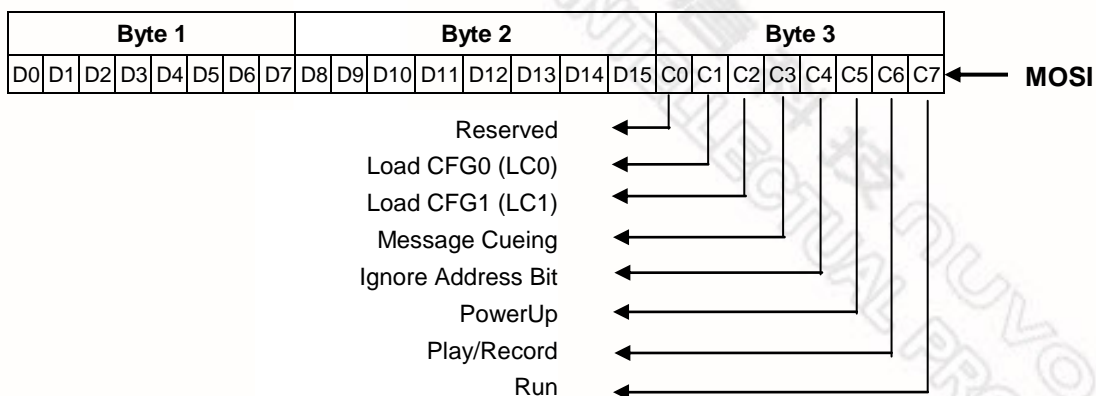 Byte 1 Byte 2 Byte 3
D0 D1 D2 D3 D4 D5 D6 D7 D8 D9 D10 D11 D12 D13 D14 D15 C0 C1 C2 C3 C4 C5 C6 C7 MOSI
Reserved
Load CFG0 (LC0)
Load CFG1 (LC1)
Message Cueing
Ignore Address Bit
PowerUp
Play/Record
Run